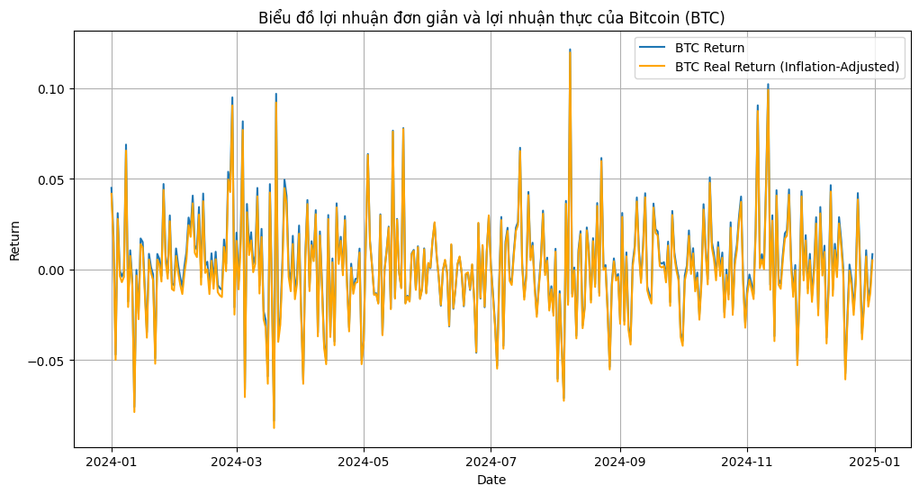 Biểu đồ lợi nhuận đơn giản và lợi nhuận thực của Bitcoin (BTC)
BTC Return
BTC Real Return (Inflation-Adjusted)
Return
0.10
0.05
0.00
−0.05
2024-01 2024-03 2024-05 2024-07 2024-09 2024-11 2025-01
Date